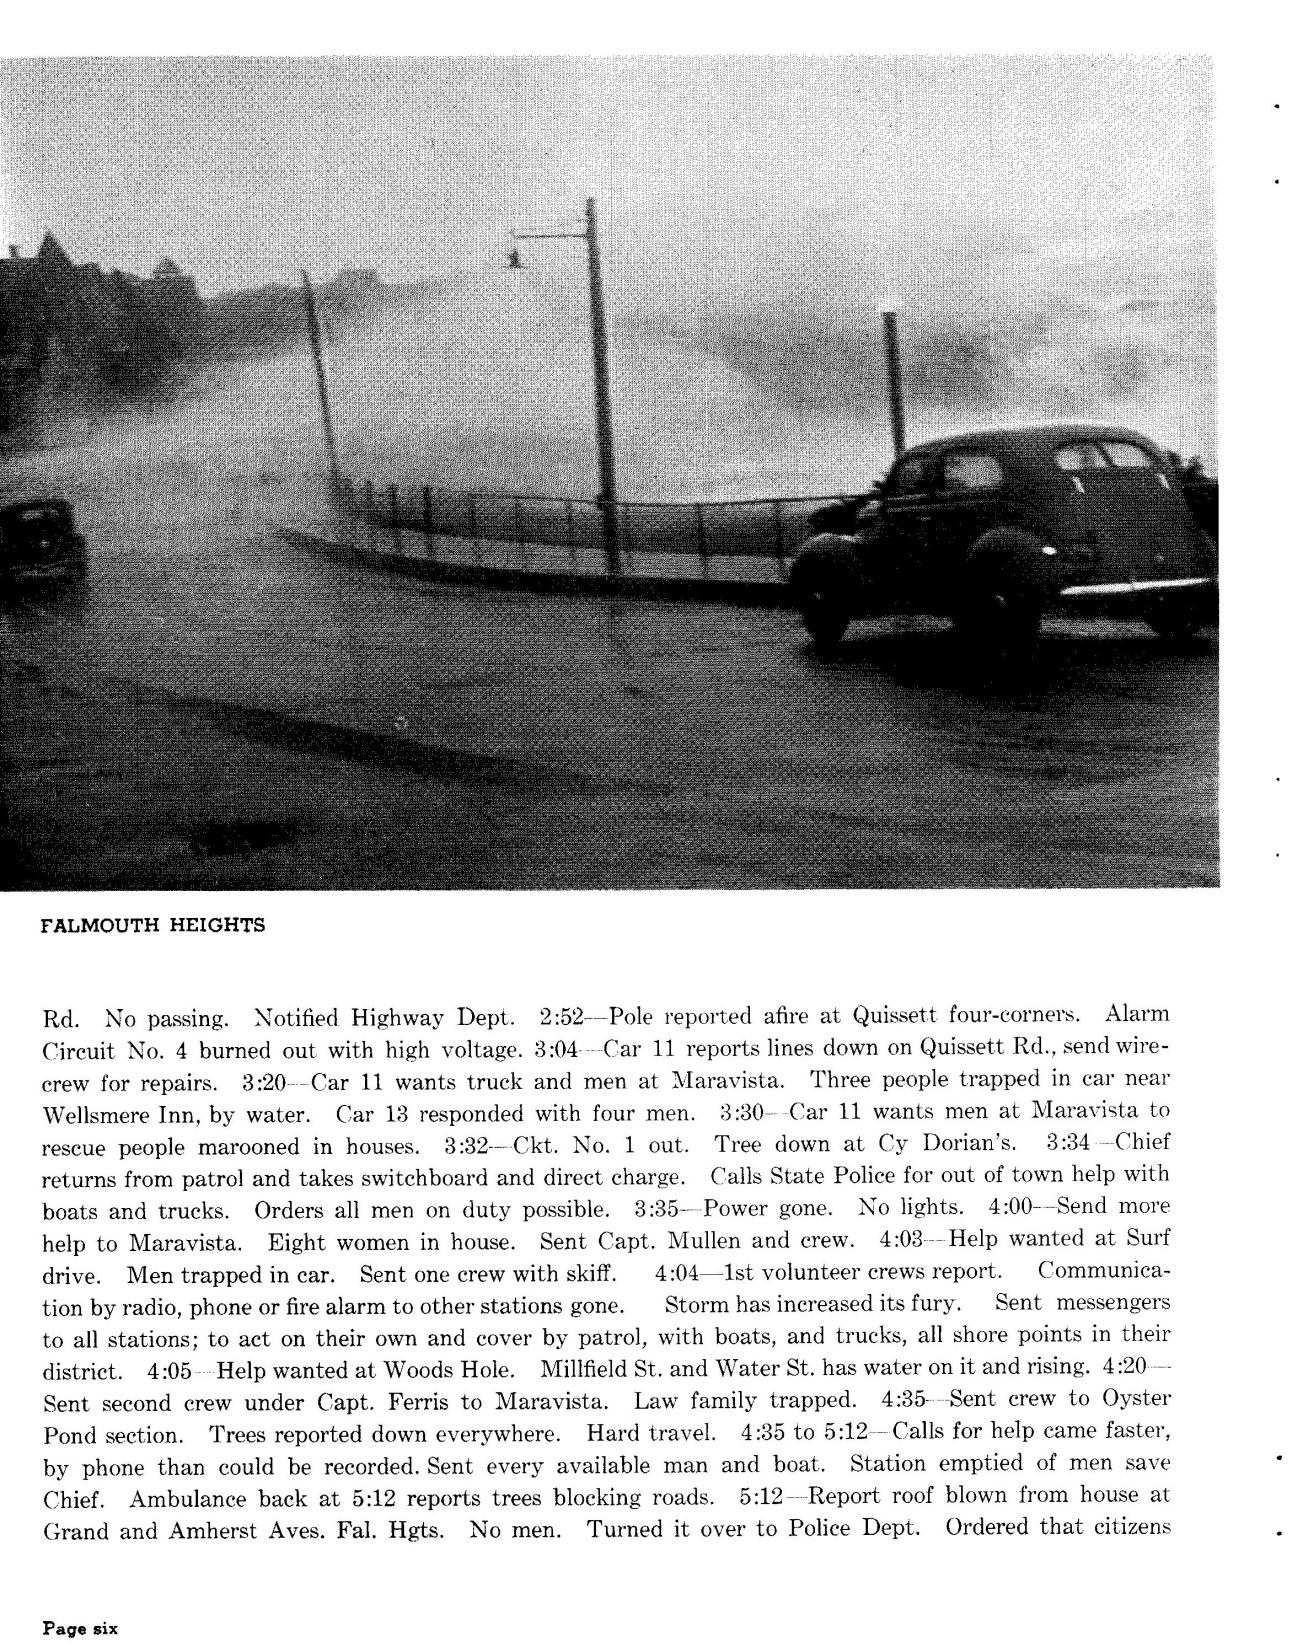 FALMOUTH HEIGHTS
Rd. No passing. Notified Highway Dept. 2:52—Pole reported afire at Quissett four-corners. Alarm
Circuit No. 4 burned out with high voltage. 3:04—Car 11 reports lines down on Quissett Rd., send wire-
crew for repairs. 3:20—Car 11 wants truck and men at Maravista. Three people trapped in car near
Wellsmere Inn, by water. Car 13 responded with four men. 3:30—Car 11 wants men at Maravista to
rescue people marooned in houses. 3:32—Ckt. No. 1 out. Tree down at Cy Dorian's. 3:34—Chief
returns from patrol and takes switchboard and direct charge. Calls State Police for out of town help with
boats and trucks. Orders all men on duty possible. 3:35—Power gone. No lights. 4:00—Send more
help to Maravista. Eight women in house. Sent Capt. Mullen and crew. 4:03—Help wanted at Surf
drive. Men trapped in car. Sent one crew with skiff. 4:04—1st volunteer crews report. Communica-
tion by radio, phone or fire alarm to other stations gone. Storm has increased its fury. Sent messengers
to all stations; to act on their own and cover by patrol, with boats, and trucks, all shore points in their
district. 4:05—Help wanted at Woods Hole. Millfield St. and Water St. has water on it and rising. 4:20—
Sent second crew under Capt. Ferris to Maravista. Law family trapped. 4:35—Sent crew to Oyster
Pond section. Trees reported down everywhere. Hard travel. 4:35 to 5:12—Calls for help came faster,
by phone than could be recorded. Sent every available man and boat. Station emptied of men save
Chief. Ambulance back at 5:12 reports trees blocking roads. 5:12—Report roof blown from house at
Grand and Amherst Aves. Fal. Hgts. No men. Turned it over to Police Dept. Ordered that citizens
Page six